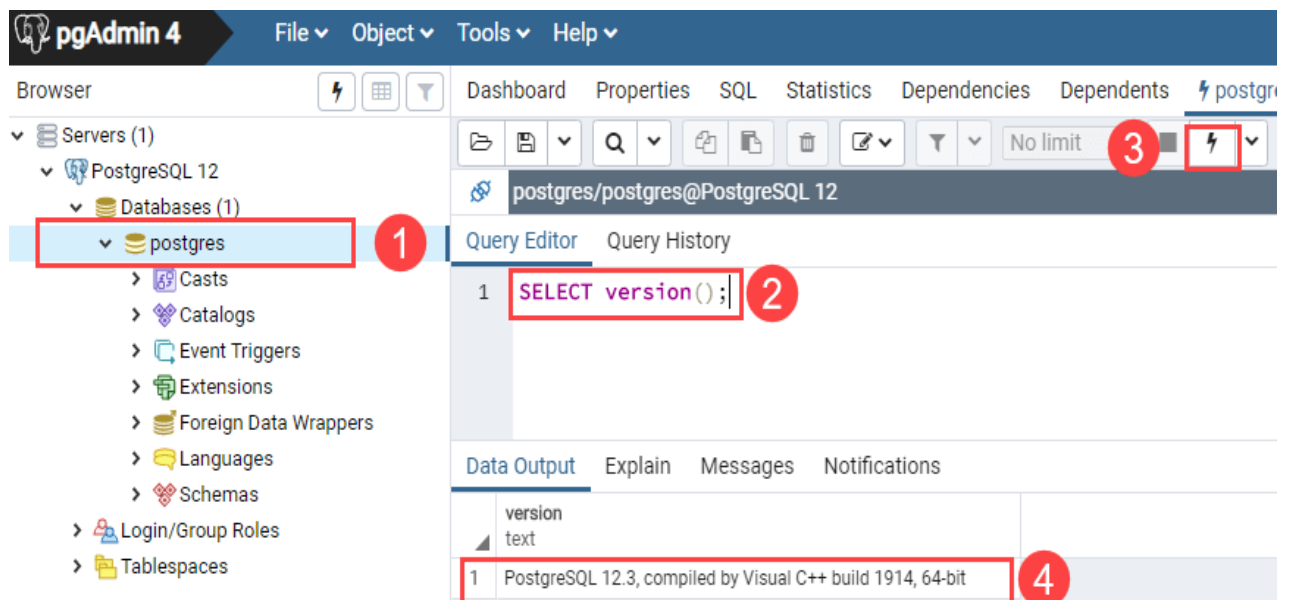 pgAdmin 4 File Object Tools Help
Browser
Dashboard Properties SQL Statistics Dependencies Dependents postgre
Servers (1)
No limit
3
PostgreSQL 12
postgres/postgres@PostgreSQL 12
Databases (1)
postgres
1
Query Editor Query History
Casts
1 SELECT version();
2
Catalogs
Event Triggers
Extensions
Foreign Data Wrappers
Languages
Data Output Explain Messages Notifications
Schemas
version
text
Login/Group Roles
Tablespaces
1 PostgreSQL 12.3, compiled by Visual C++ build 1914, 64-bit
4